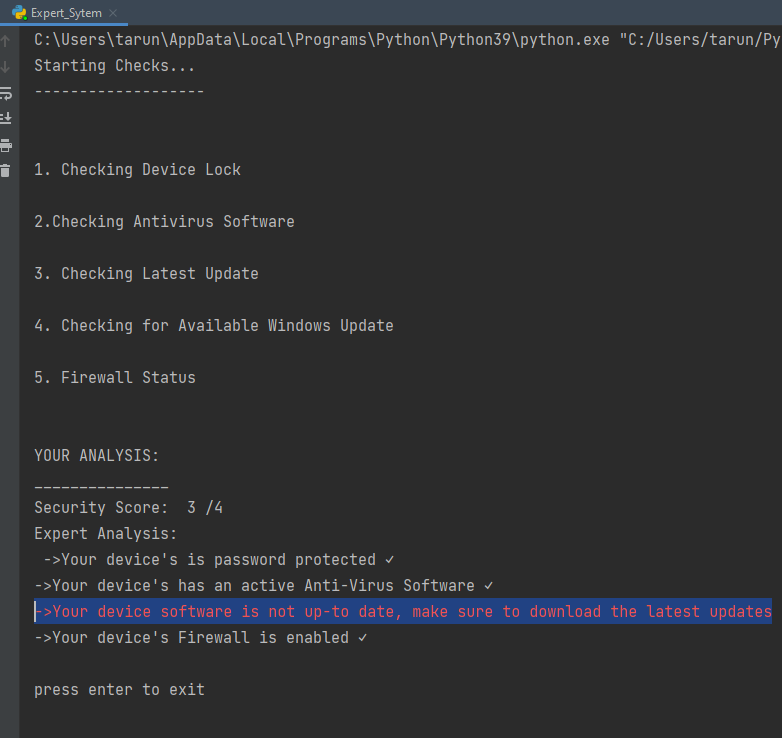 Expert_Sytem
C:\Users\tarun\AppData\Local\Programs\Python\Python39\python.exe "C:/Users/tarun/Py
Starting Checks...
-------------------
1. Checking Device Lock
2.Checking Antivirus Software
3. Checking Latest Update
4. Checking for Available Windows Update
5. Firewall Status
YOUR ANALYSIS:
_______________
Security Score:  3 /4
Expert Analysis:
->Your device's is password protected ✓
->Your device's has an active Anti-Virus Software ✓
->Your device software is not up-to date, make sure to download the latest updates
->Your device's Firewall is enabled ✓
press enter to exit